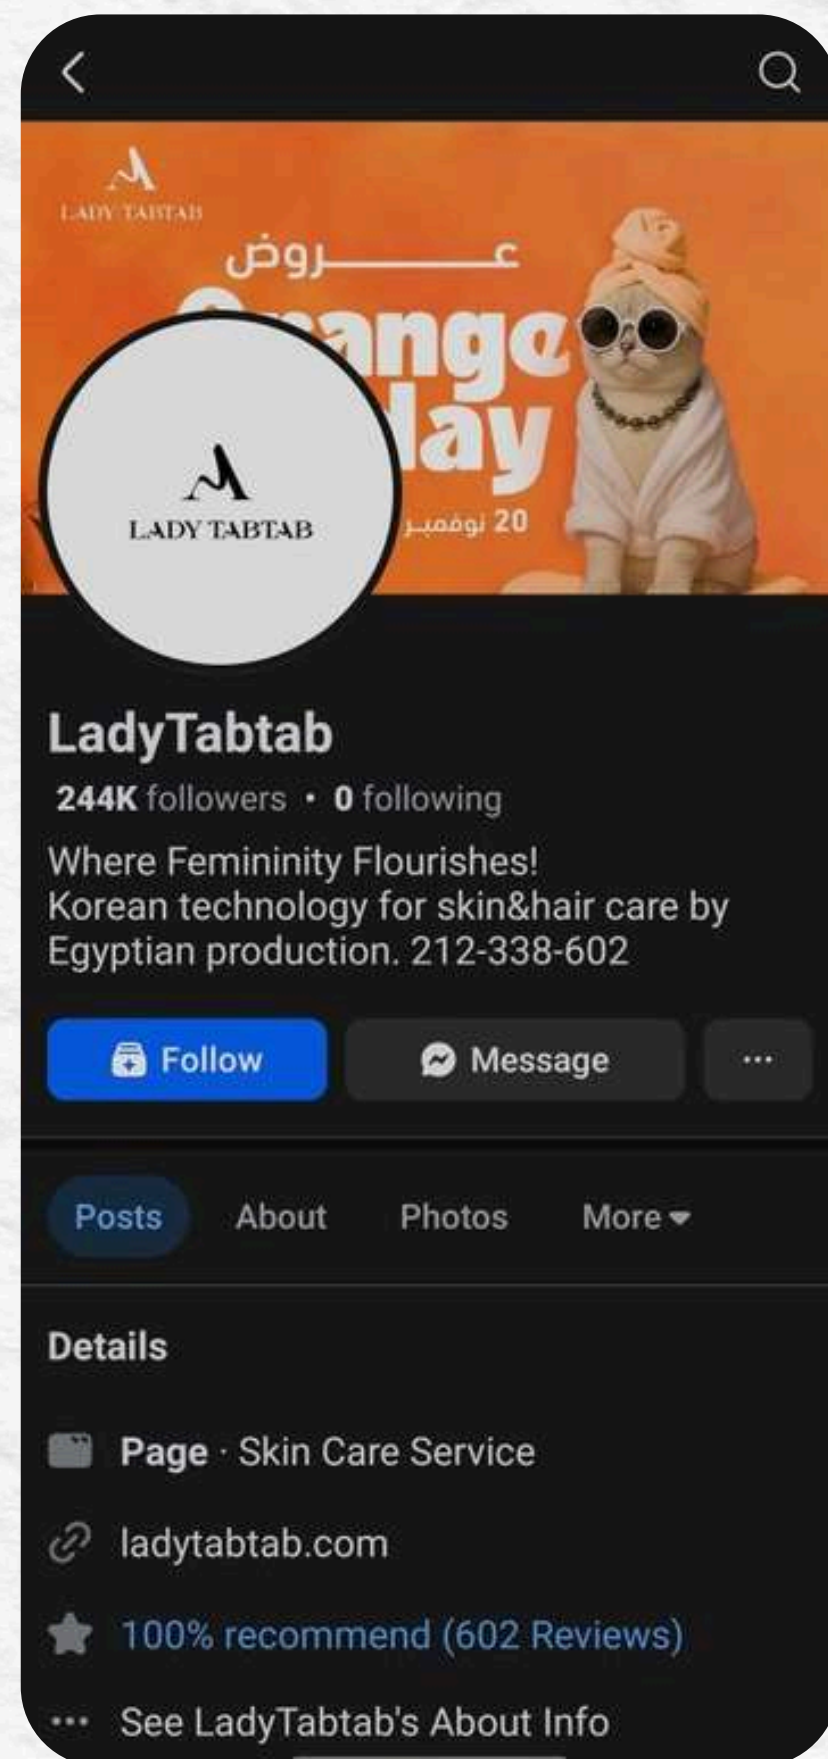 LADY TABTAB
عـــــروض
ange
day
20 نوفمبر
LADY TABTAB
LadyTabtab
244K followers • 0 following
Where Femininity Flourishes!
Korean technology for skin&hair care by
Egyptian production. 212-338-602
Follow
Message
Posts
About
Photos
More
Details
Page · Skin Care Service
ladytabtab.com
100% recommend (602 Reviews)
See LadyTabtab's About Info